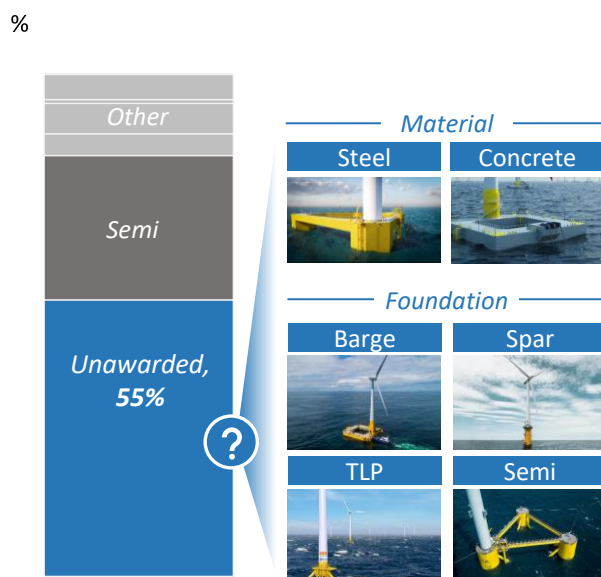 %
Other
Semi
Unawarded,
55%
?
Material
Steel
Concrete
Foundation
Barge
Spar
TLP
Semi